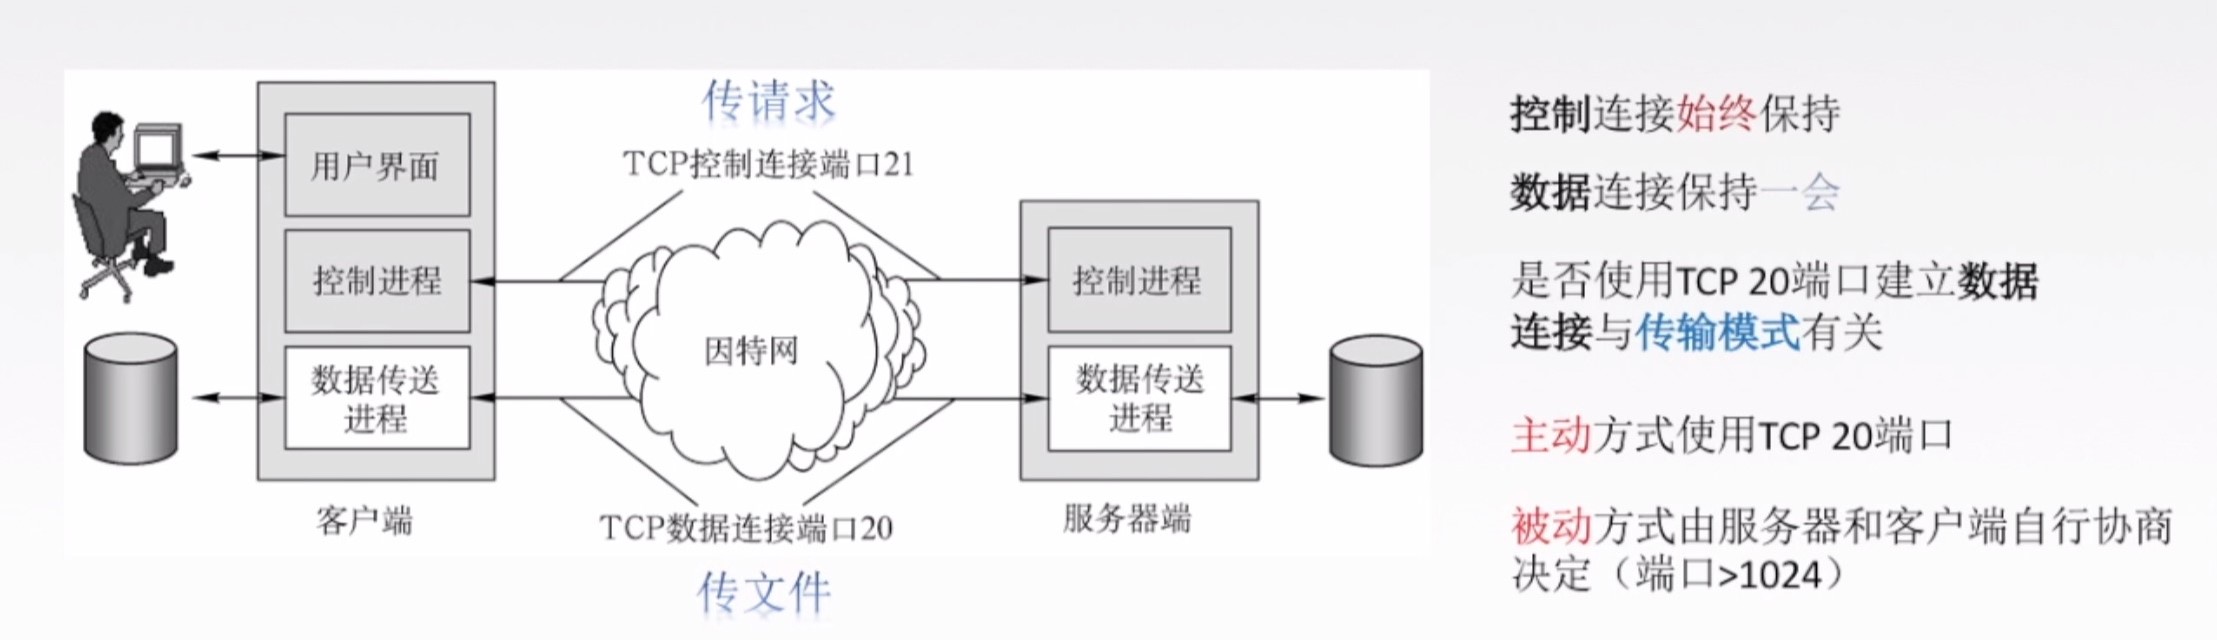 传请求
TCP控制连接端口21
用户界面
控制进程
数据传送
进程
客户端
因特网
控制进程
数据传送
进程
服务器端
TCP数据连接端口20
传文件
控制连接始终保持
数据连接保持一会
是否使用TCP 20端口建立数据
连接与传输模式有关
主动方式使用TCP 20端口
被动方式由服务器和客户端自行协商
决定（端口>1024）